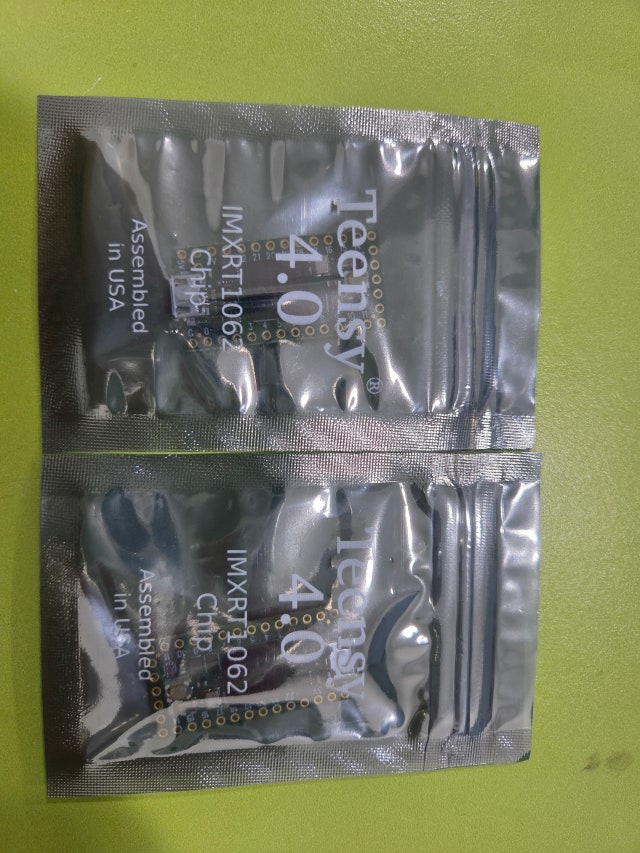 Teensy®
4.0
IMXRT1062
Chip
Assembled
in USA
Teensy
4.0
IMXRT1062
Chip
Assembled
in USA